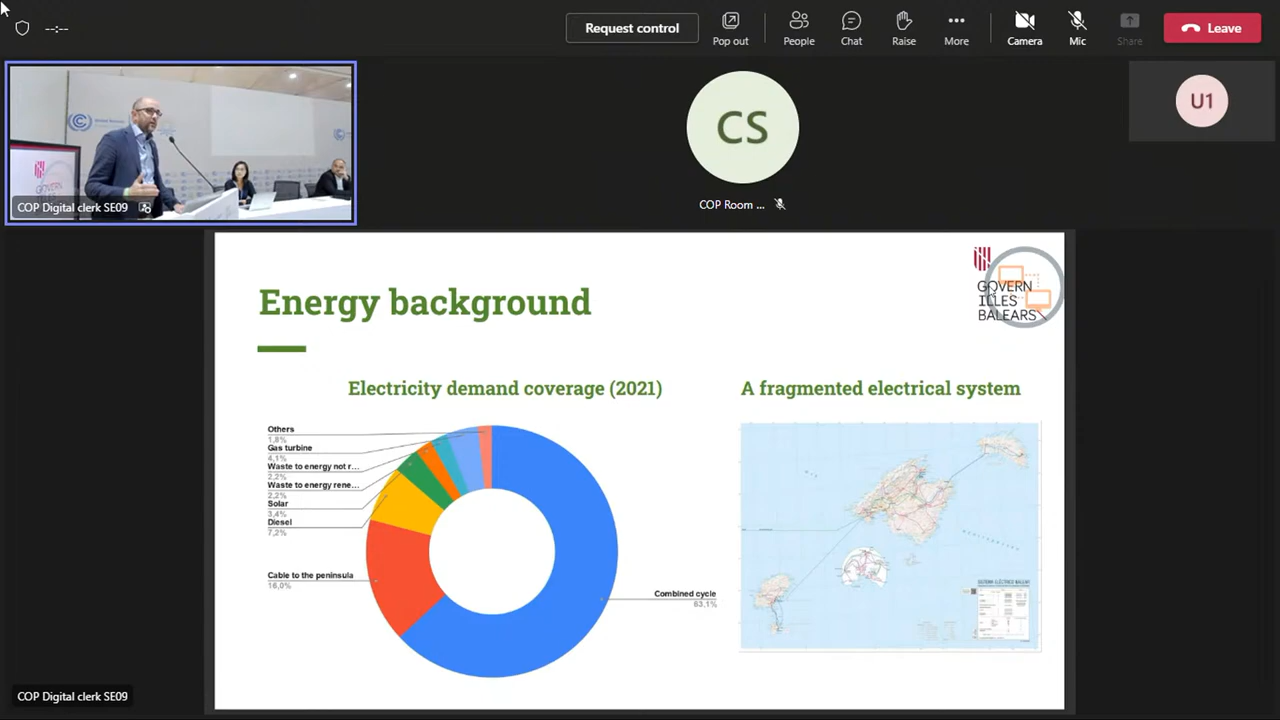 --:--
Request control
Pop out
People
Chat
Raise
More
Camera
Mic
Share
Leave
CS
COP Room ...
U1
COP Digital clerk SE09
Energy background
GOVERN
ILLES
BALEARS
Electricity demand coverage (2021)
Others
1,8%
Gas turbine
4,1%
Waste to energy not r...
2,2%
Waste to energy rene...
2,2%
Solar
3,4%
Diesel
7,2%
Cable to the peninsula
16,0%
Combined cycle
63,1%
A fragmented electrical system
COP Digital clerk SE09